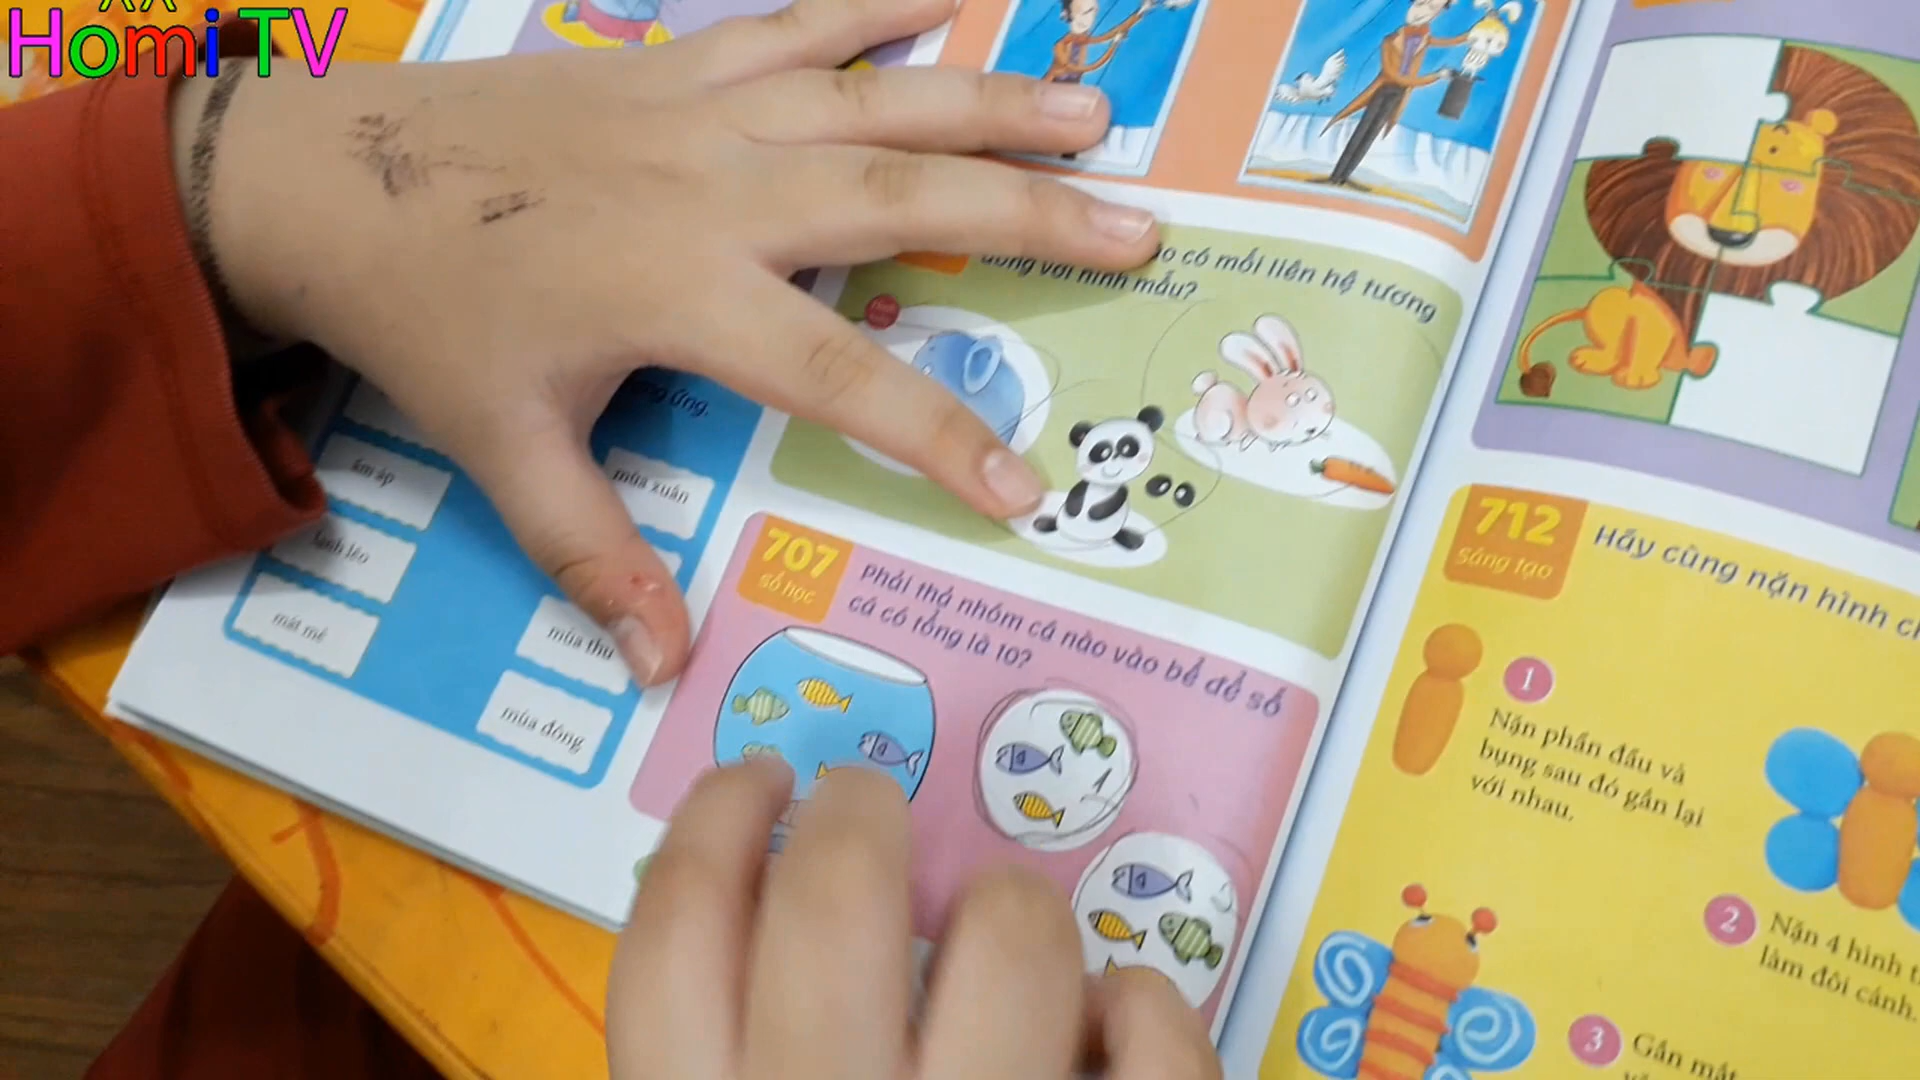 Homi TV
ào có mối liên hệ tương
đồng với hình mẫu?
ứng.
ấm áp
lạnh lẽo
mát mẻ
mùa xuân
mùa thu
mùa đông
707
số học
Phải thả nhóm cá nào vào bể để số
cá có tổng là 10?
712
sáng tạo
Hãy cùng nặn hình
1
Nặn phần đầu và
bụng sau đó gắn lại
với nhau.
2
Nặn 4 hình
làm đôi cánh.
3
Gắn mắt